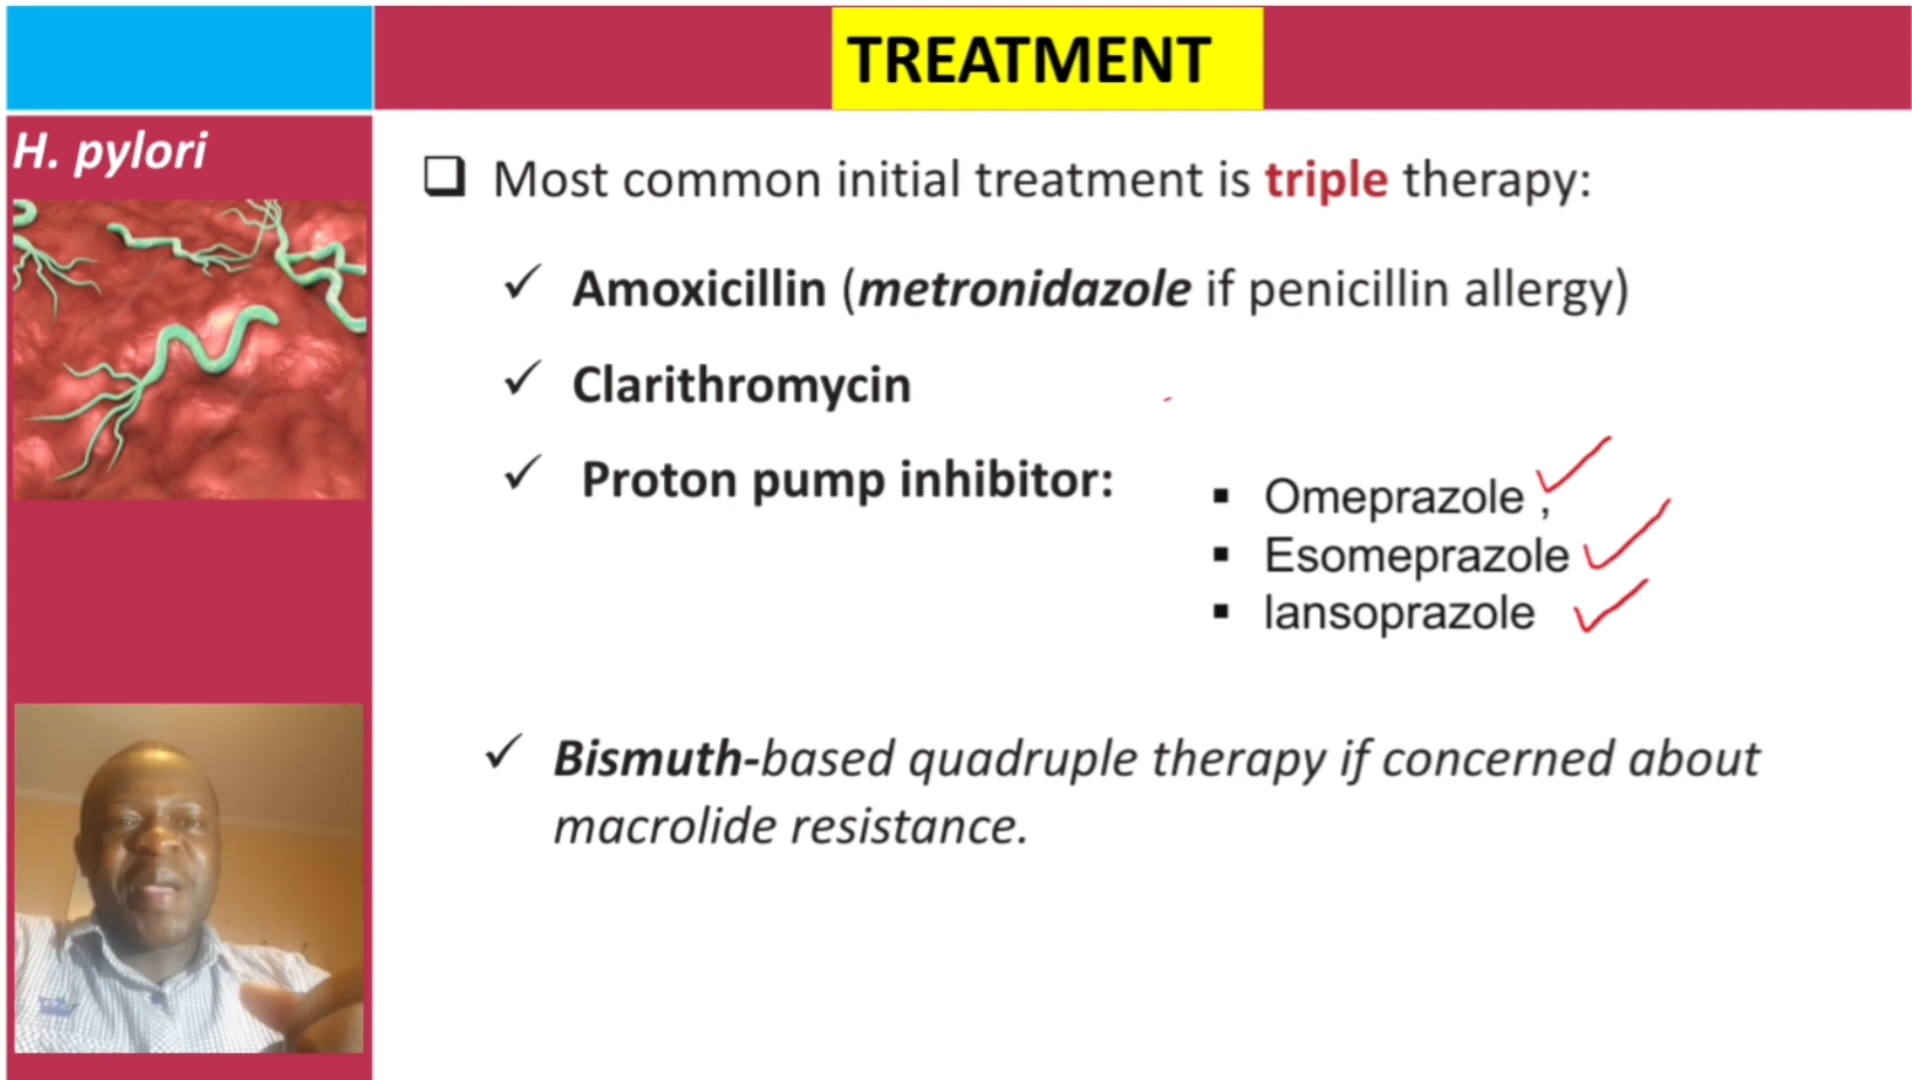 TREATMENT
H. pylori
❑ Most common initial treatment is triple therapy:
✓ Amoxicillin (metronidazole if penicillin allergy)
✓ Clarithromycin
✓ Proton pump inhibitor:
▪ Omeprazole ,
▪ Esomeprazole
▪ lansoprazole
✓ Bismuth-based quadruple therapy if concerned about
macrolide resistance.